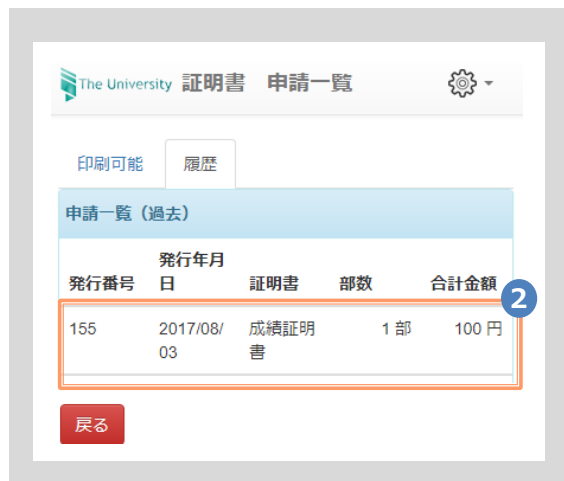 The University 証明書 申請一覧
印刷可能 履歴
申請一覧（過去）
発行番号 発行年月日 証明書 部数 合計金額
2
155 2017/08/03 成績証明書 1 部 100 円
戻る